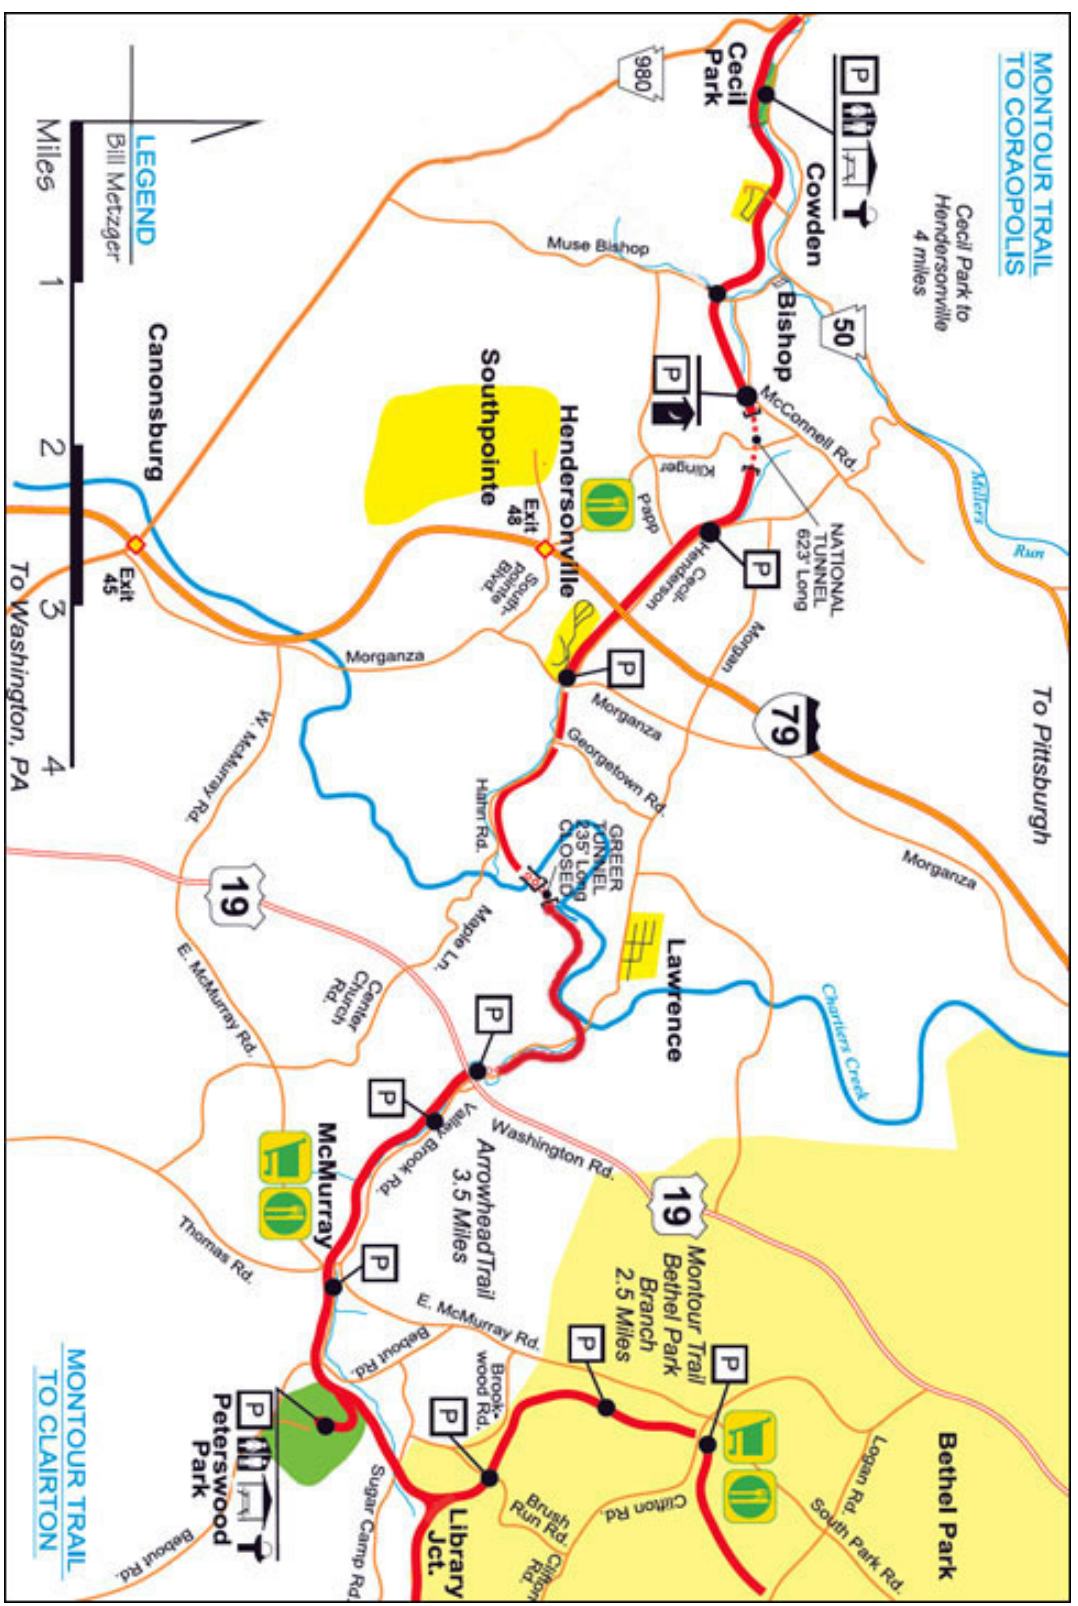 MONTOUR TRAIL
TO CORAOPOLIS
Cecil Park to
Hendersonville
4 miles
P
Cecil
Park
980
Cowden
Muse Bishop
Bishop
50
P
McConnell Rd.
Millers
Run
Klinger
Papp
NATIONAL
TUNNEL
623' Long
P
Cecil-
Henderson
Morgan
To Pittsburgh
79
LEGEND
Bill Metzger
Miles
1
2
3
4
Canonsburg
Southpointe
Hendersonville
Exit
48
South-
pointe
Blvd.
Exit
45
To Washington, PA
Morganza
P
Morganza
Georgetown Rd.
Morganza
W. McMurray Rd.
Hahn Rd.
GREER
TUNNEL
235' Long
CLOSED
19
Maple Ln.
Lawrence
Chartiers Creek
E. McMurray Rd.
Center
Church
Rd.
P
P
Valley Brook Rd.
Washington Rd.
Arrowhead Trail
3.5 Miles
19
McMurray
Thomas Rd.
P
E. McMurray Rd.
Bebout Rd.
Montour Trail
Bethel Park
Branch
2.5 Miles
P
P
Brook-
wood Rd.
P
Logan Rd.
South Park Rd.
Bethel Park
Clifton Rd.
Brush
Run Rd.
Clifton
Rd.
Library
Jct.
Sugar Camp Rd.
P
Peterswood
Park
Bebout Rd.
MONTOUR TRAIL
TO CLAIRTON